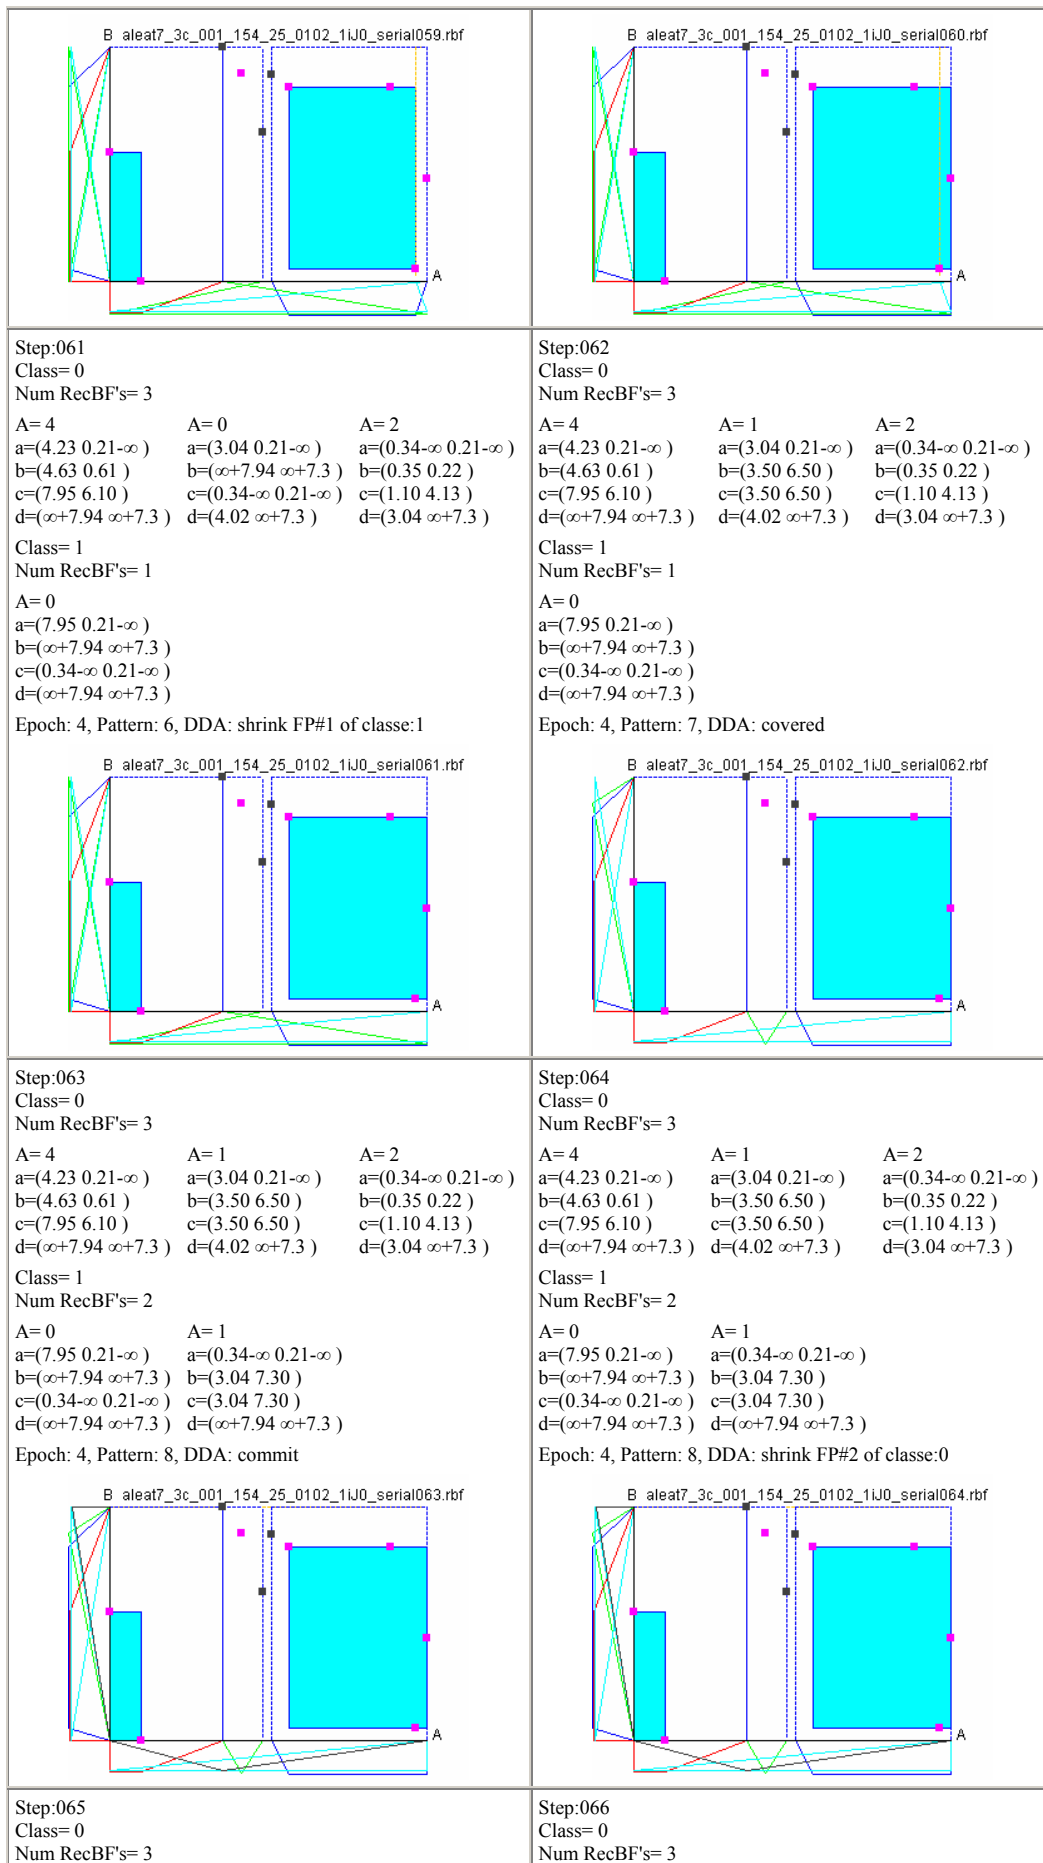 B aleat7_3c_001_154_25_0102_1iJ0_serial059.rbf
A
B aleat7_3c_001_154_25_0102_1iJ0_serial060.rbf
A
Step:061
Class= 0
Num RecBF's= 3
A= 4 A= 0 A= 2
a=(4.23 0.21-∞ ) a=(3.04 0.21-∞ ) a=(0.34-∞ 0.21-∞ )
b=(4.63 0.61 ) b=(∞+7.94 ∞+7.3 ) b=(0.35 0.22 )
c=(7.95 6.10 ) c=(0.34-∞ 0.21-∞ ) c=(1.10 4.13 )
d=(∞+7.94 ∞+7.3 ) d=(4.02 ∞+7.3 ) d=(3.04 ∞+7.3 )
Class= 1
Num RecBF's= 1
A= 0
a=(7.95 0.21-∞ )
b=(∞+7.94 ∞+7.3 )
c=(0.34-∞ 0.21-∞ )
d=(∞+7.94 ∞+7.3 )
Epoch: 4, Pattern: 6, DDA: shrink FP#1 of classe:1
B aleat7_3c_001_154_25_0102_1iJ0_serial061.rbf
A
Step:062
Class= 0
Num RecBF's= 3
A= 4 A= 1 A= 2
a=(4.23 0.21-∞ ) a=(3.04 0.21-∞ ) a=(0.34-∞ 0.21-∞ )
b=(4.63 0.61 ) b=(3.50 6.50 ) b=(0.35 0.22 )
c=(7.95 6.10 ) c=(3.50 6.50 ) c=(1.10 4.13 )
d=(∞+7.94 ∞+7.3 ) d=(4.02 ∞+7.3 ) d=(3.04 ∞+7.3 )
Class= 1
Num RecBF's= 1
A= 0
a=(7.95 0.21-∞ )
b=(∞+7.94 ∞+7.3 )
c=(0.34-∞ 0.21-∞ )
d=(∞+7.94 ∞+7.3 )
Epoch: 4, Pattern: 7, DDA: covered
B aleat7_3c_001_154_25_0102_1iJ0_serial062.rbf
A
Step:063
Class= 0
Num RecBF's= 3
A= 4 A= 1 A= 2
a=(4.23 0.21-∞ ) a=(3.04 0.21-∞ ) a=(0.34-∞ 0.21-∞ )
b=(4.63 0.61 ) b=(3.50 6.50 ) b=(0.35 0.22 )
c=(7.95 6.10 ) c=(3.50 6.50 ) c=(1.10 4.13 )
d=(∞+7.94 ∞+7.3 ) d=(4.02 ∞+7.3 ) d=(3.04 ∞+7.3 )
Class= 1
Num RecBF's= 2
A= 0 A= 1
a=(7.95 0.21-∞ ) a=(0.34-∞ 0.21-∞ )
b=(∞+7.94 ∞+7.3 ) b=(3.04 7.30 )
c=(0.34-∞ 0.21-∞ ) c=(3.04 7.30 )
d=(∞+7.94 ∞+7.3 ) d=(∞+7.94 ∞+7.3 )
Epoch: 4, Pattern: 8, DDA: commit
B aleat7_3c_001_154_25_0102_1iJ0_serial063.rbf
A
Step:064
Class= 0
Num RecBF's= 3
A= 4 A= 1 A= 2
a=(4.23 0.21-∞ ) a=(3.04 0.21-∞ ) a=(0.34-∞ 0.21-∞ )
b=(4.63 0.61 ) b=(3.50 6.50 ) b=(0.35 0.22 )
c=(7.95 6.10 ) c=(3.50 6.50 ) c=(1.10 4.13 )
d=(∞+7.94 ∞+7.3 ) d=(4.02 ∞+7.3 ) d=(3.04 ∞+7.3 )
Class= 1
Num RecBF's= 2
A= 0 A= 1
a=(7.95 0.21-∞ ) a=(0.34-∞ 0.21-∞ )
b=(∞+7.94 ∞+7.3 ) b=(3.04 7.30 )
c=(0.34-∞ 0.21-∞ ) c=(3.04 7.30 )
d=(∞+7.94 ∞+7.3 ) d=(∞+7.94 ∞+7.3 )
Epoch: 4, Pattern: 8, DDA: shrink FP#2 of classe:0
B aleat7_3c_001_154_25_0102_1iJ0_serial064.rbf
A
Step:065
Class= 0
Num RecBF's= 3
Step:066
Class= 0
Num RecBF's= 3